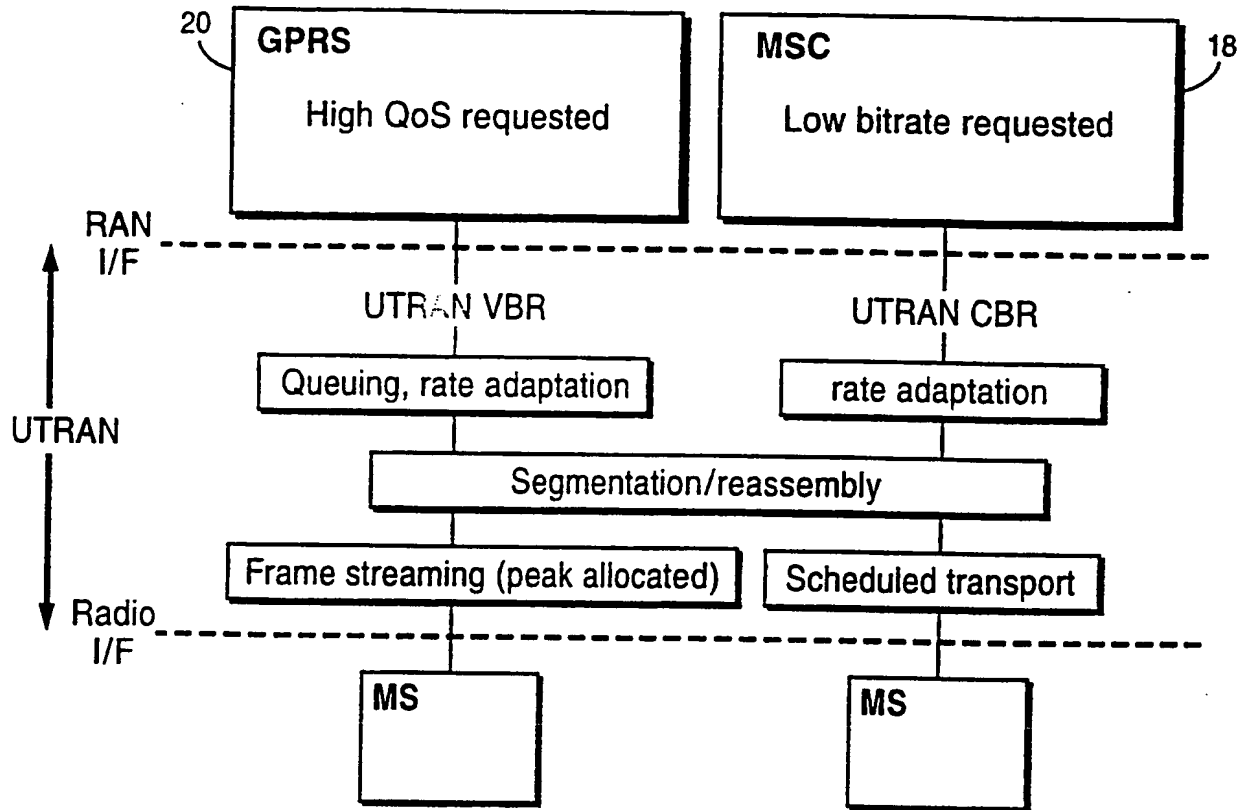 20
GPRS
High QoS requested
MSC
Low bitrate requested
18
RAN
I/F
UTRAN VBR
UTRAN CBR
Queuing, rate adaptation
rate adaptation
UTRAN
Segmentation/reassembly
Frame streaming (peak allocated)
Scheduled transport
Radio
I/F
MS
MS